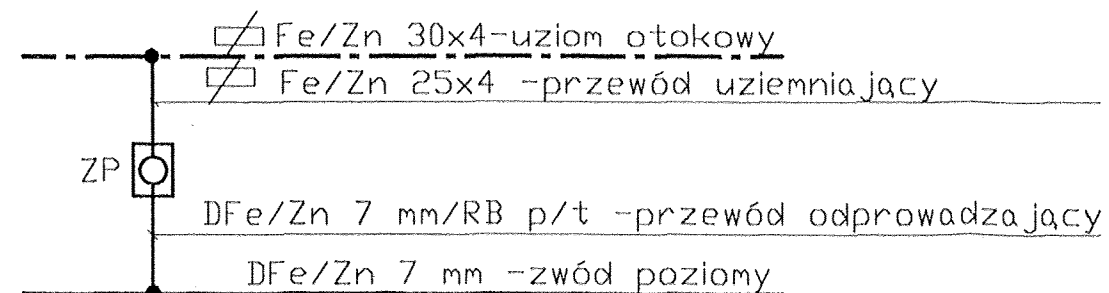 Fe/Zn 30x4-uziom otokowy
Fe/Zn 25x4 -przewód uziemniający
ZP
DFe/Zn 7 mm/RB p/t -przewód odprowadzający
DFe/Zn 7 mm -zwód poziomy